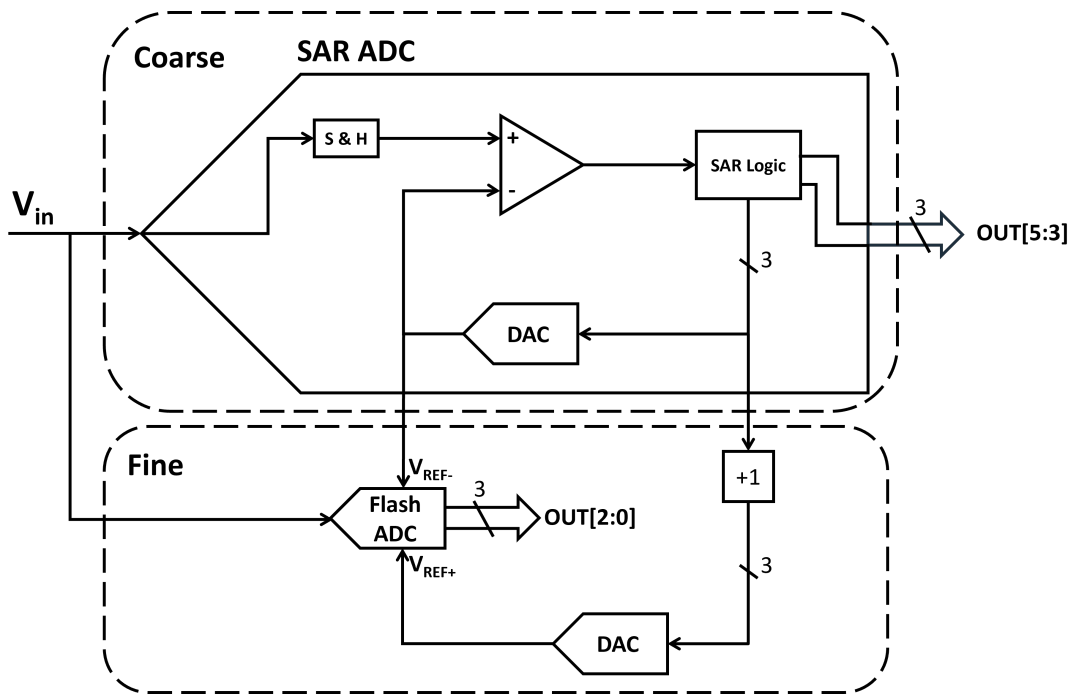 Coarse
SAR ADC
S & H
+
-
SAR Logic
V_in
3
OUT[5:3]
3
DAC
Fine
V_REF-
+1
Flash
ADC
3
OUT[2:0]
V_REF+
3
DAC